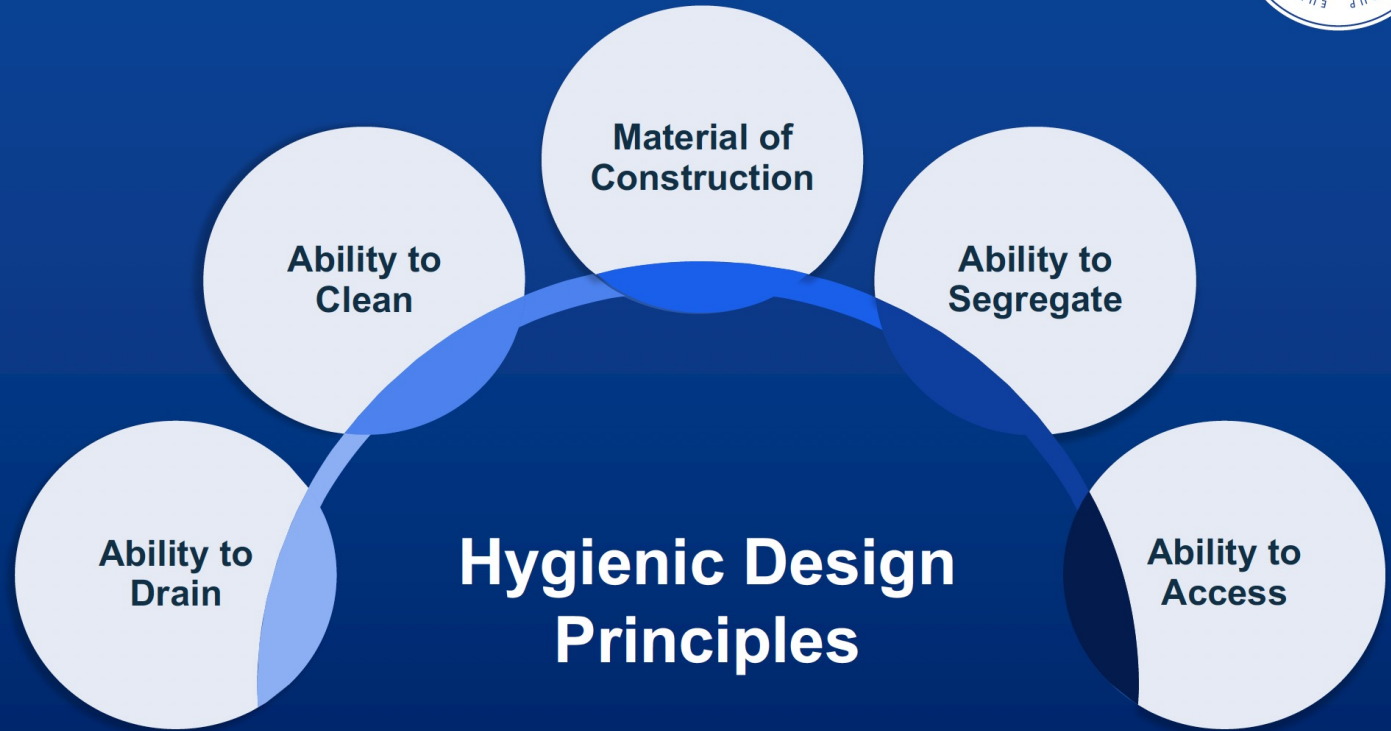 Material of
Construction
Ability to
Clean
Ability to
Segregate
Ability to
Drain
Hygienic Design
Principles
Ability to
Access